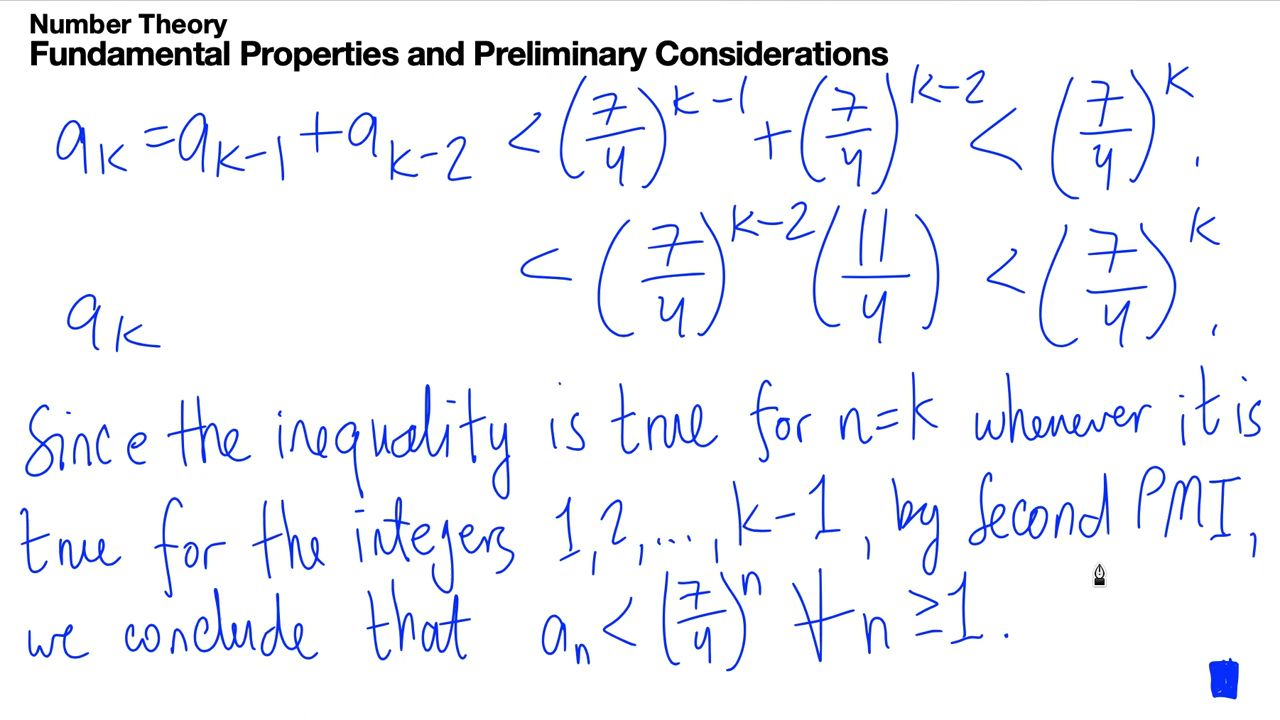 Number Theory
Fundamental Properties and Preliminary Considerations
a_k = a_{k-1} + a_{k-2} < (7/4)^{k-1} + (7/4)^{k-2} < (7/4)^k.
< (7/4)^{k-2} (11/4) < (7/4)^k.
a_k
Since the inequality is true for n=k whenever it is
true for the integers 1, 2, ..., k-1, by second PMI,
we conclude that a_n < (7/4)^n ∀n ≥ 1.